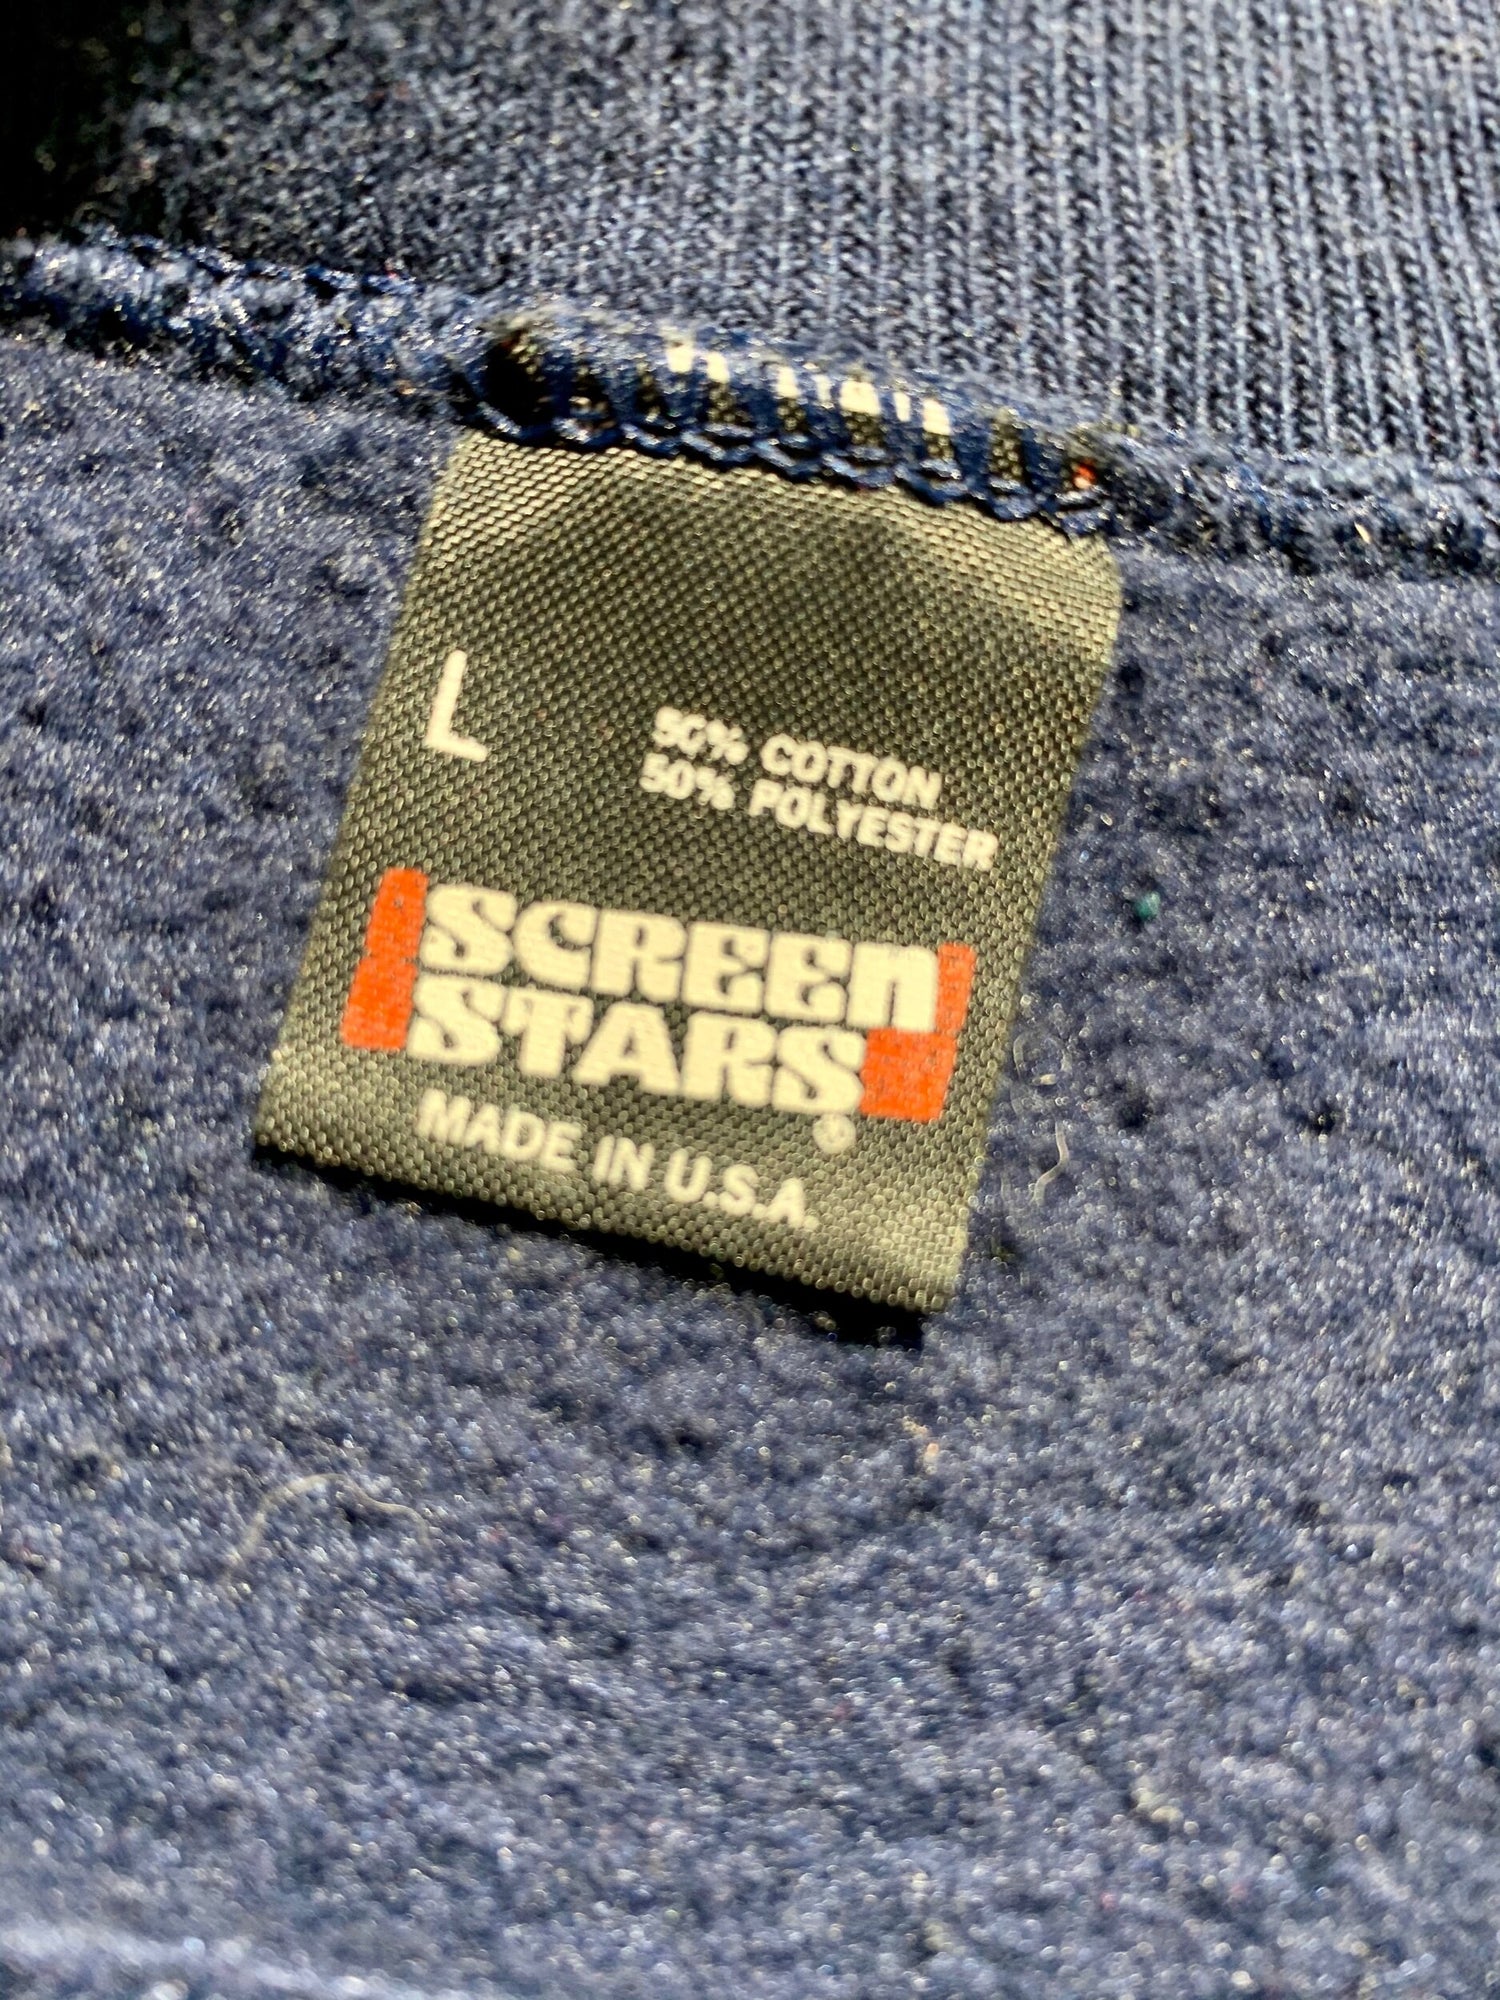 L
50% COTTON
50% POLYESTER
SCREEN
STARS®
MADE IN U.S.A.